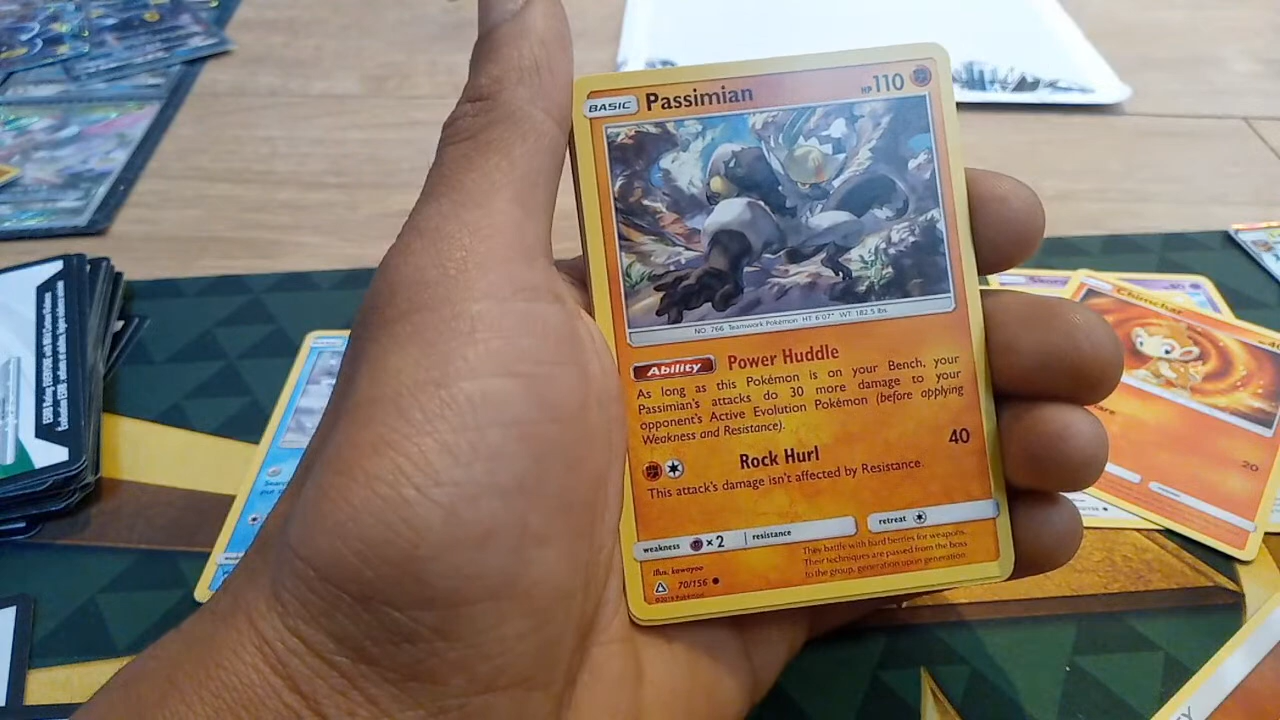 BASIC Passimian HP 110
NO. 766 Teamwork Pokémon HT: 6'07" WT: 182.5 lbs.
Ability Power Huddle
As long as this Pokémon is on your Bench, your
Passimian's attacks do 30 more damage to your
opponent's Active Evolution Pokémon (before applying
Weakness and Resistance).
Rock Hurl 40
This attack's damage isn't affected by Resistance.
weakness ×2 resistance retreat
They battle with hard berries for weapons.
Their techniques are passed from the boss
to the group, generation upon generation.
Illus. kawayoo
70/156
Chimchar
20